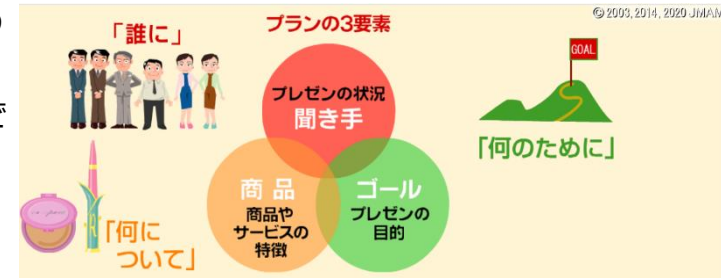 © 2003, 2014, 2020 JMAM
プランの3要素
「誰に」
GOAL
プレゼンの状況
聞き手
「何のために」
商品
商品や
サービスの
特徴
ゴール
プレゼンの
目的
「何に
ついて」